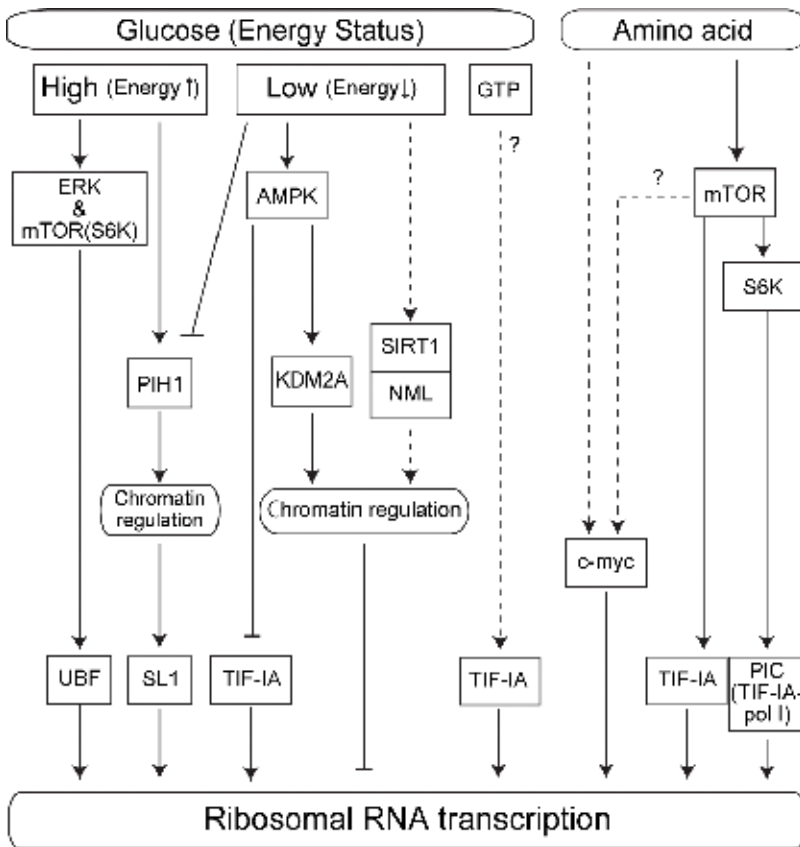 Glucose (Energy Status)
Amino acid
High (Energy↑)
Low (Energy↓)
GTP
?
ERK
&
mTOR(S6K)
AMPK
?
mTOR
S6K
PIH1
KDM2A
SIRT1
NML
Chromatin
regulation
Chromatin regulation
c-myc
UBF
SL1
TIF-IA
TIF-IA
TIF-IA
PIC
(TIF-IA-
pol I)
Ribosomal RNA transcription